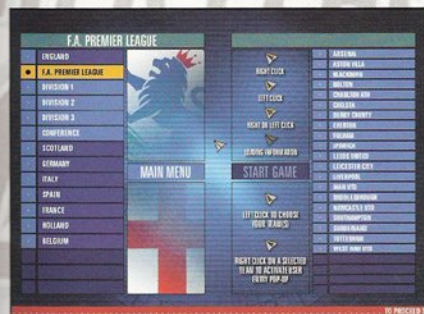 F.A. PREMIER LEAGUE
ENGLAND
F.A. PREMIER LEAGUE
DIVISION 1
DIVISION 2
DIVISION 3
CONFERENCE
SCOTLAND
GERMANY
ITALY
SPAIN
FRANCE
HOLLAND
BELGIUM
MAIN MENU
RIGHT CLICK
LEFT CLICK
RIGHT OR LEFT CLICK
LOADING INFORMATION
START GAME
LEFT CLICK TO CHOOSE
YOUR TEAM(S)
RIGHT CLICK ON A SELECTED
TEAM TO ACTIVATE USER
ENTRY POP-UP
ARSENAL
ASTON VILLA
BLACKBURN
BOLTON
CHARLTON ATH
CHELSEA
DERBY COUNTY
EVERTON
FULHAM
IPSWICH
LEEDS UNITED
LEICESTER CITY
LIVERPOOL
MAN UTD
MIDDLESBROUGH
NEWCASTLE UTD
SOUTHAMPTON
SUNDERLAND
TOTTENHAM
WEST HAM UTD
TO PROCEED